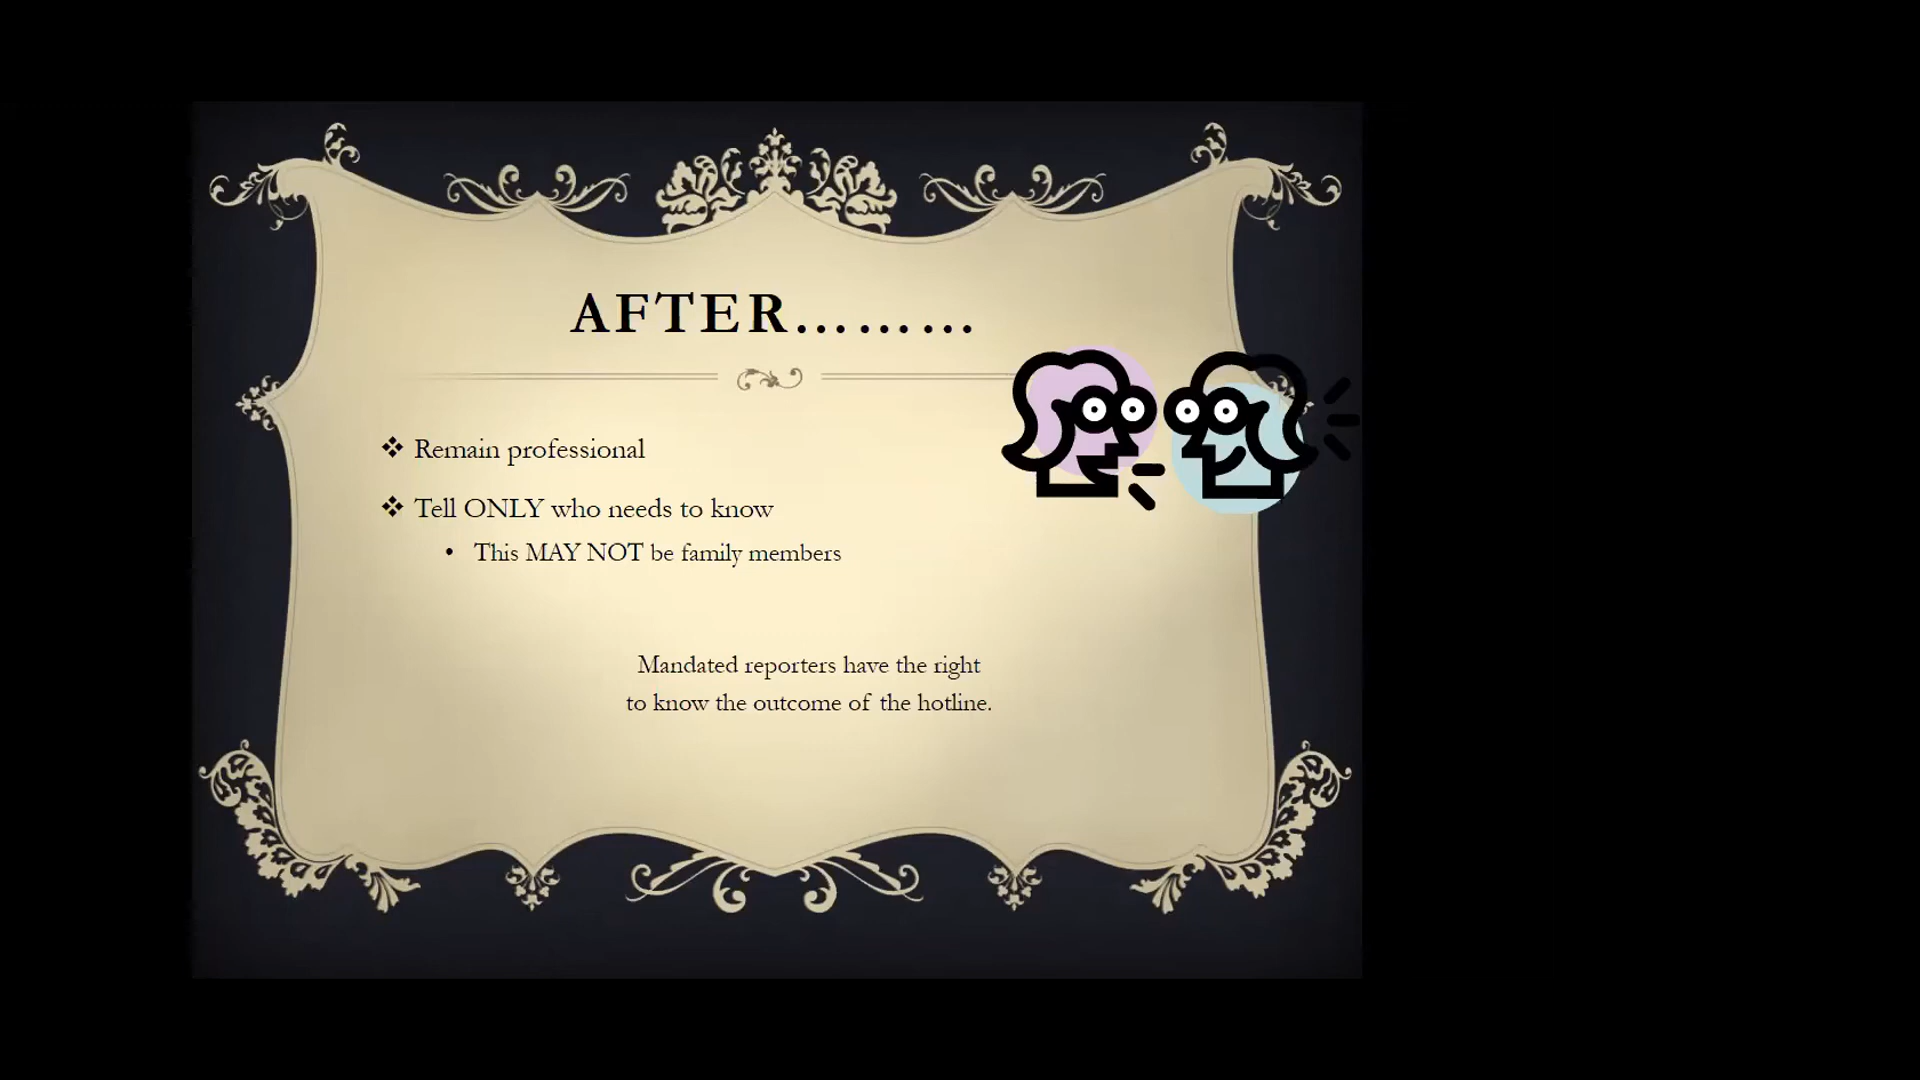 AFTER.........
❖ Remain professional
❖ Tell ONLY who needs to know
• This MAY NOT be family members
Mandated reporters have the right
to know the outcome of the hotline.